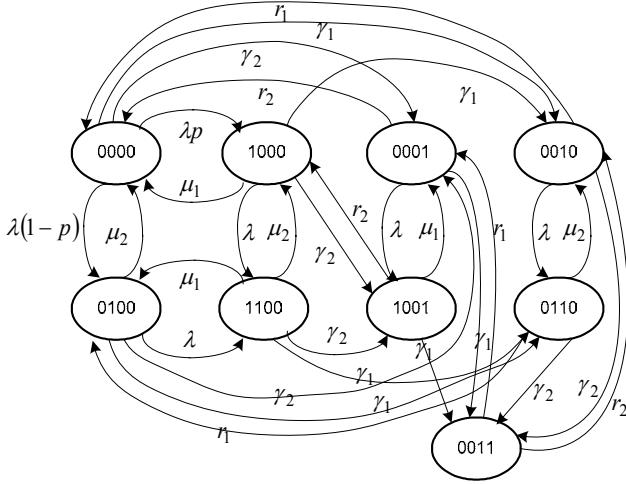 r₁
γ₁
γ₂
r₂
γ₁
0000
λp
1000
0001
0010
μ₁
λ(1 − p)
μ₂
λ
μ₂
r₂
γ₂
λ
μ₁
r₁
λ
μ₂
0100
μ₁
1100
1001
0110
λ
γ₂
γ₁
γ₁
γ₁
γ₂
γ₁
γ₂
γ₂
r₂
r₁
0011